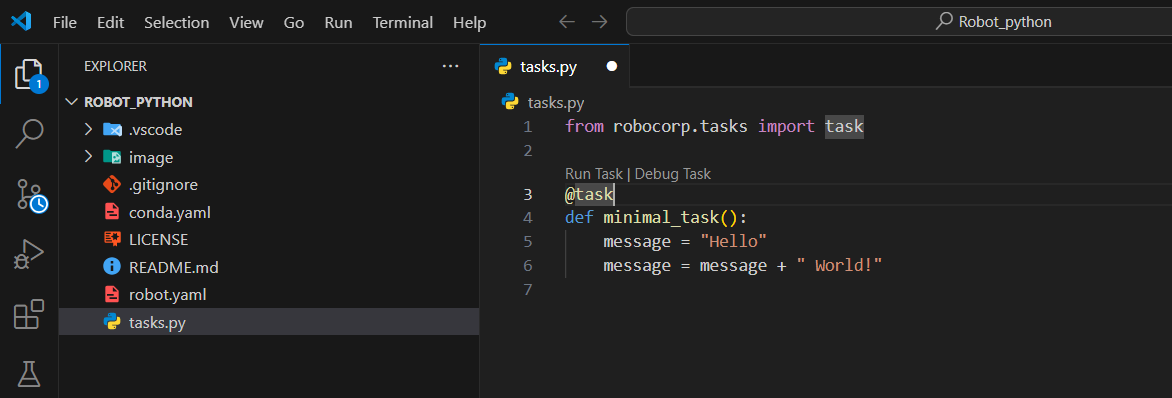 File Edit Selection View Go Run Terminal Help Robot_python
EXPLORER ...
1
ROBOT_PYTHON
.vscode
image
.gitignore
conda.yaml
LICENSE
README.md
robot.yaml
tasks.py
tasks.py
tasks.py
1 from robocorp.tasks import task
2
Run Task | Debug Task
3 @task
4 def minimal_task():
5 message = "Hello"
6 message = message + " World!"
7